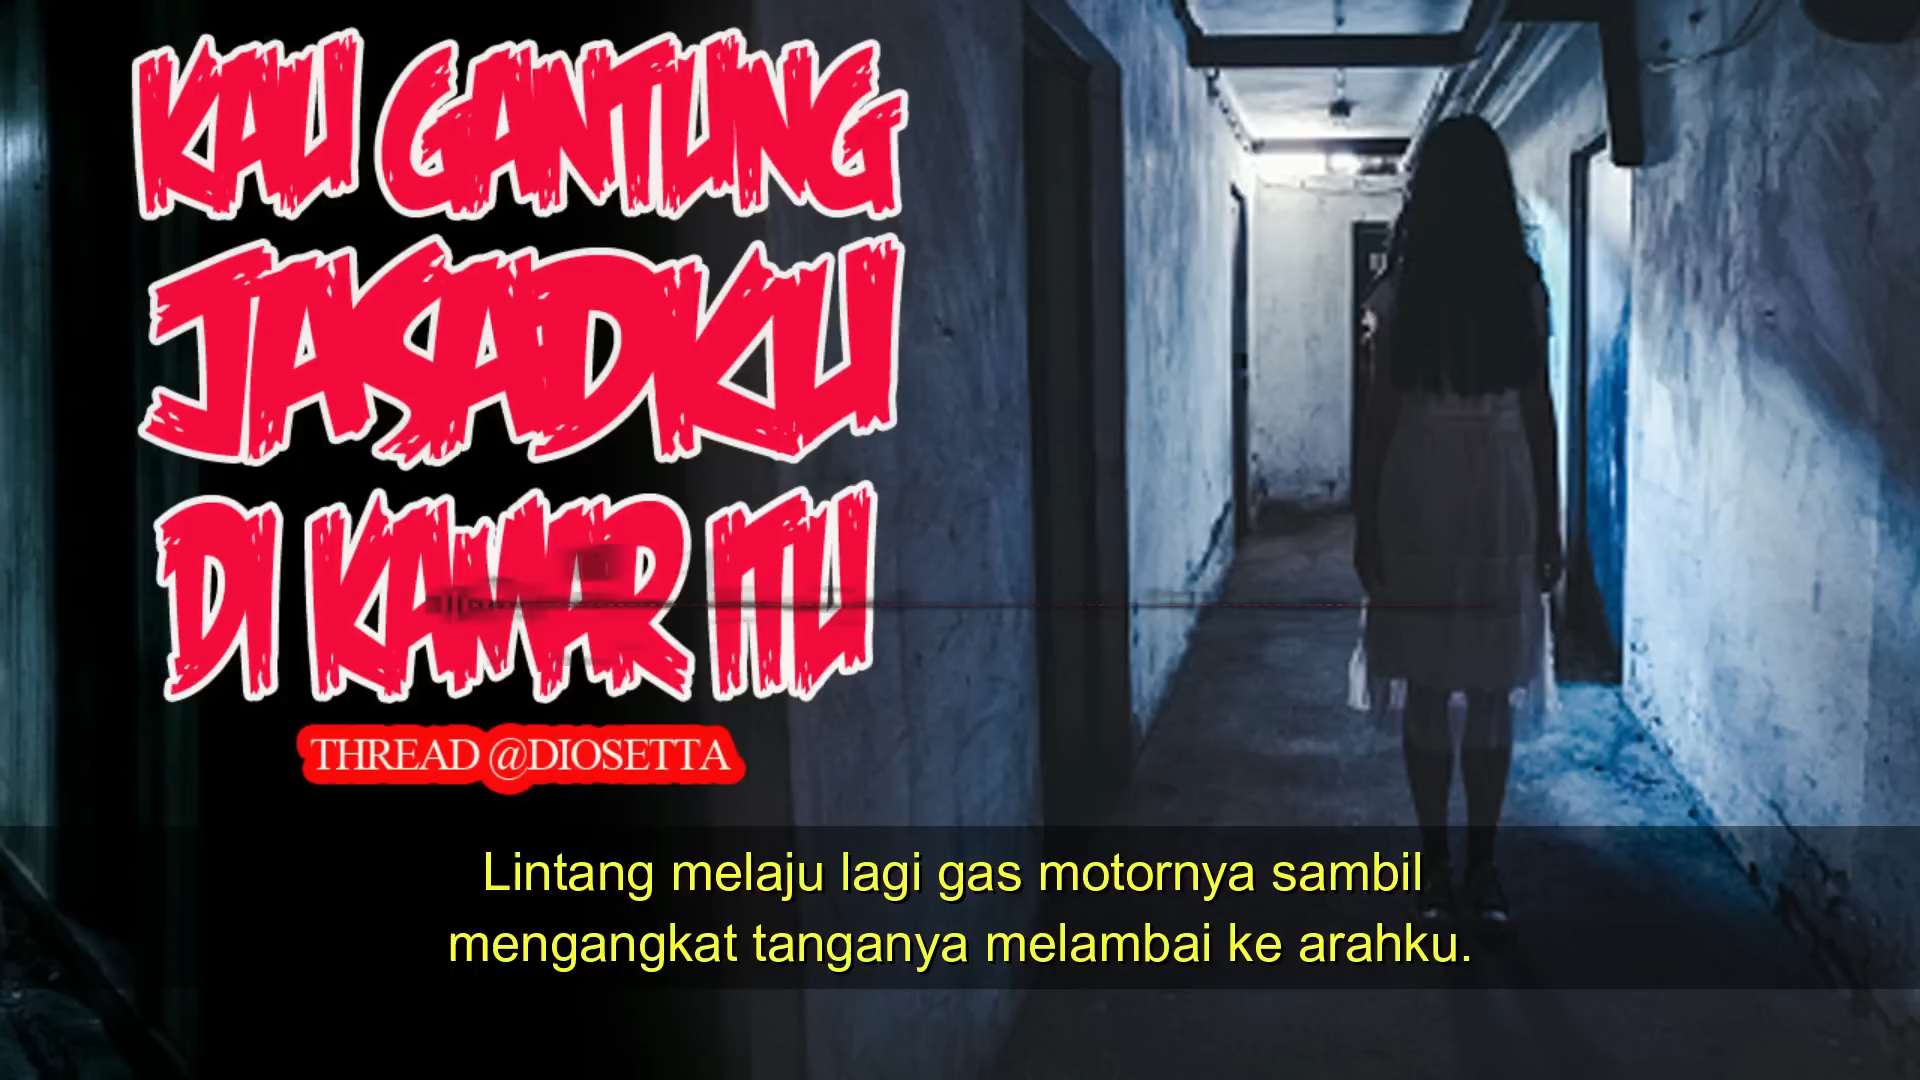 KAU GANTUNG
JASADKU
DI KAMAR ITU
THREAD @DIOSETTA
Lintang melaju lagi gas motornya sambil
mengangkat tanganya melambai ke arahku.